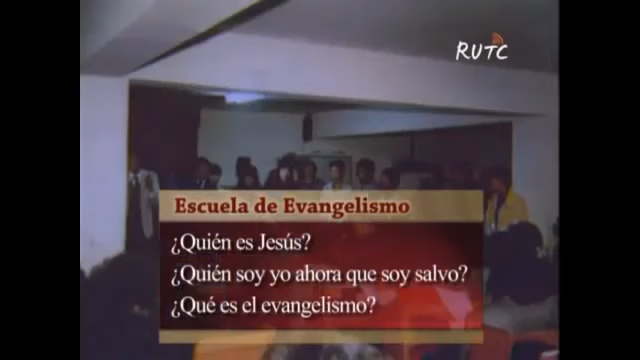 RUTC
Escuela de Evangelismo
¿Quién es Jesús?
¿Quién soy yo ahora que soy salvo?
¿Qué es el evangelismo?